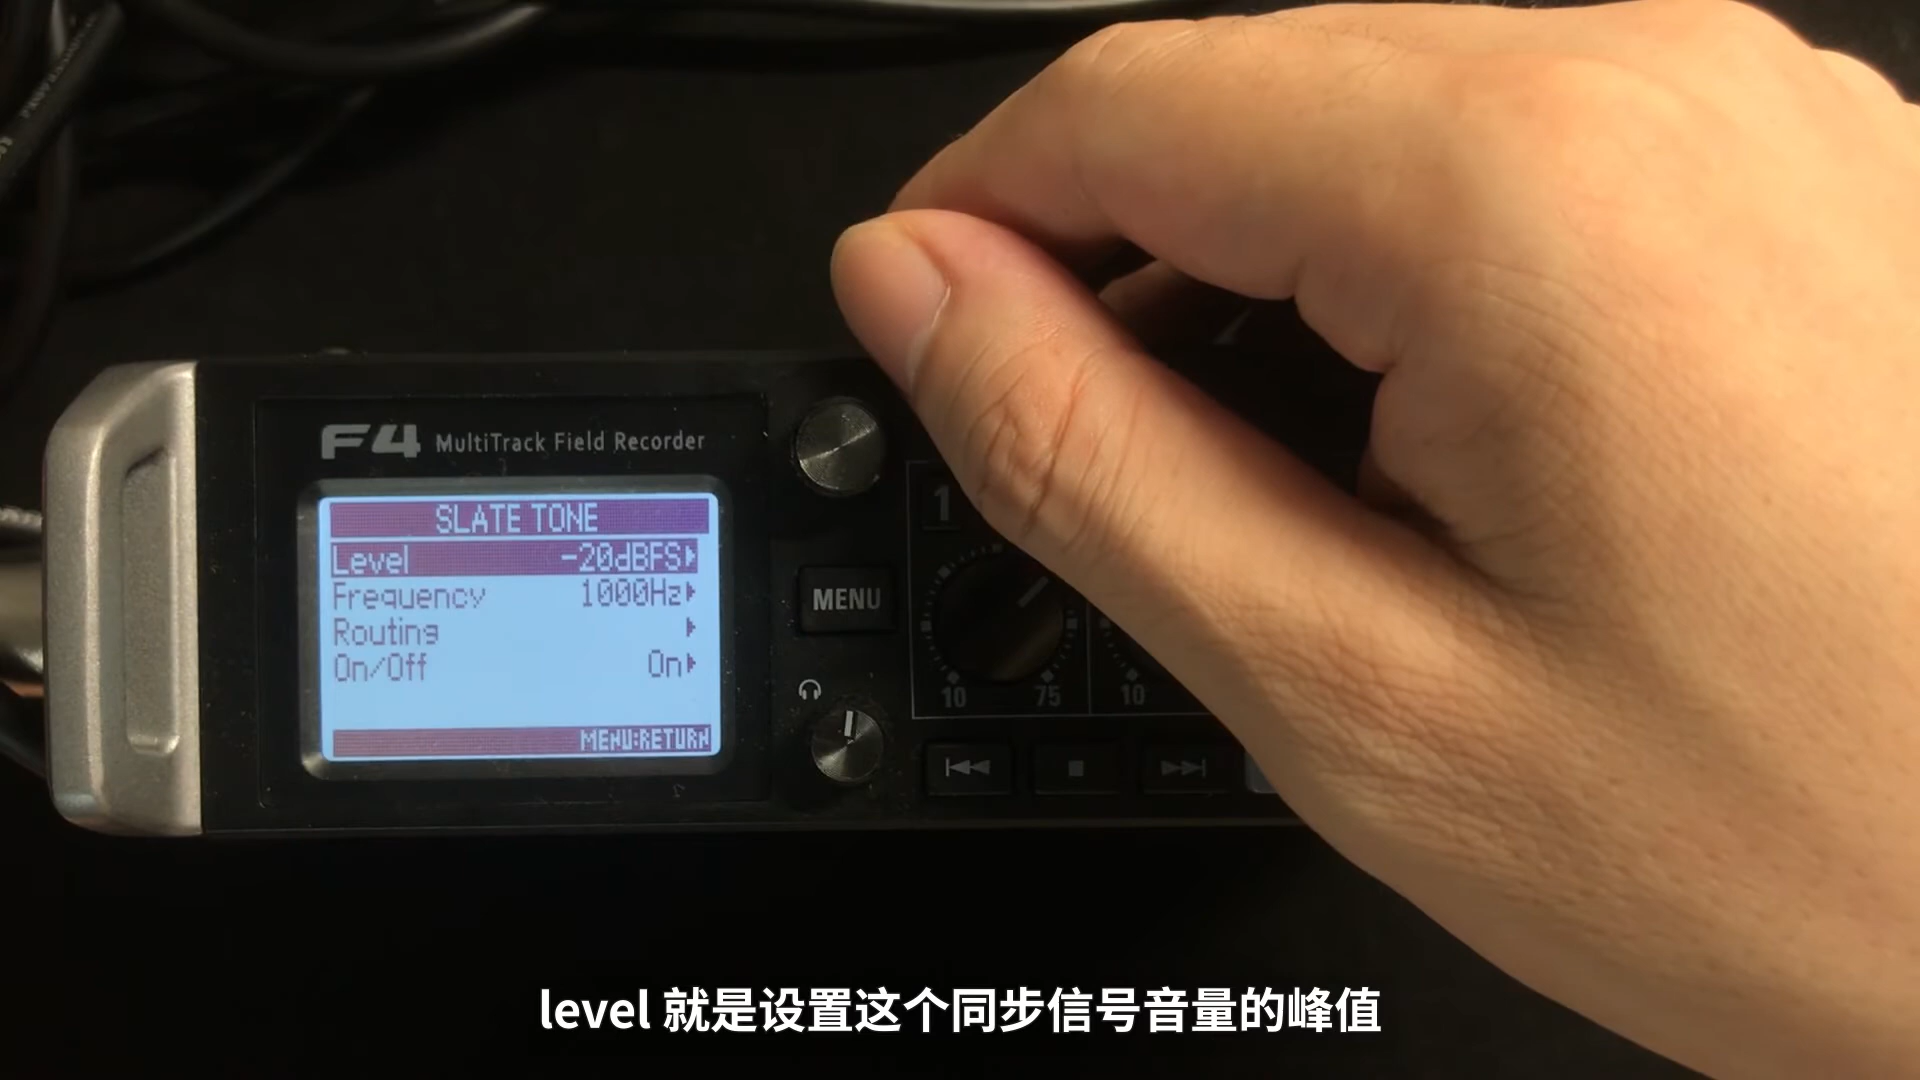 F4 MultiTrack Field Recorder
SLATE TONE
Level -20dBFS
Frequency 1000Hz
Routing
On/Off On
MENU:RETURN
MENU
1
10 75
10
level 就是设置这个同步信号音量的峰值